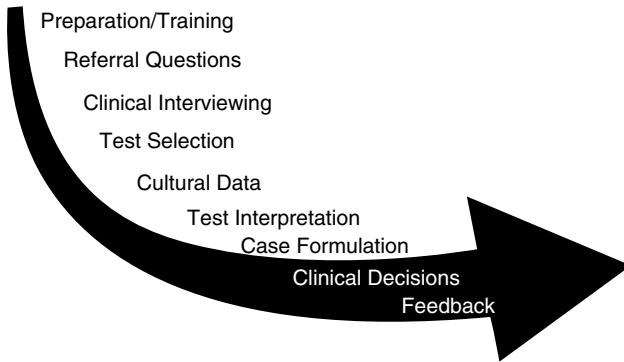 Preparation/Training
Referral Questions
Clinical Interviewing
Test Selection
Cultural Data
Test Interpretation
Case Formulation
Clinical Decisions
Feedback